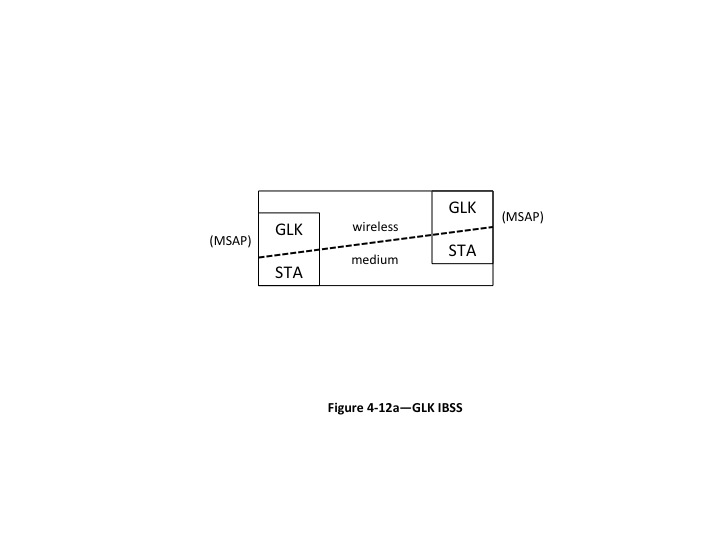 GLK
(MSAP)
wireless
GLK
(MSAP)
STA
medium
STA
Figure 4-12a—GLK IBSS